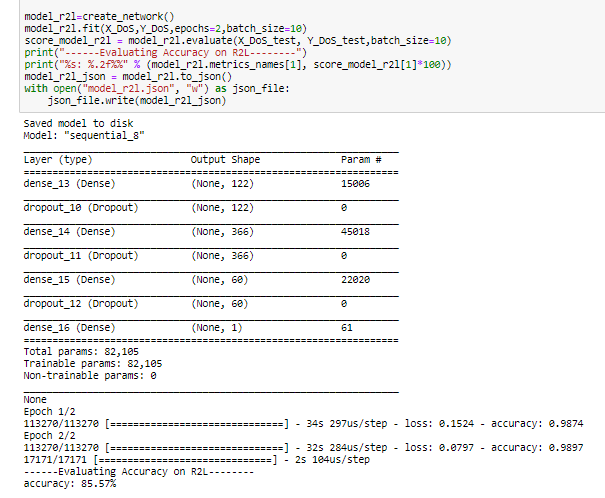 model_r2l=create_network()
model_r2l.fit(X_DoS,Y_DoS,epochs=2,batch_size=10)
score_model_r2l = model_r2l.evaluate(X_DoS_test, Y_DoS_test,batch_size=10)
print("------Evaluating Accuracy on R2L--------")
print("%s: %.2f%%" % (model_r2l.metrics_names[1], score_model_r2l[1]*100))
model_r2l_json = model_r2l.to_json()
with open("model_r2l.json", "w") as json_file:
    json_file.write(model_r2l_json)
Saved model to disk
Model: "sequential_8"
_________________________________________________________________
Layer (type)                 Output Shape              Param #
=================================================================
dense_13 (Dense)             (None, 122)               15006
_________________________________________________________________
dropout_10 (Dropout)         (None, 122)               0
_________________________________________________________________
dense_14 (Dense)             (None, 366)               45018
_________________________________________________________________
dropout_11 (Dropout)         (None, 366)               0
_________________________________________________________________
dense_15 (Dense)             (None, 60)                22020
_________________________________________________________________
dropout_12 (Dropout)         (None, 60)                0
_________________________________________________________________
dense_16 (Dense)             (None, 1)                 61
=================================================================
Total params: 82,105
Trainable params: 82,105
Non-trainable params: 0
_________________________________________________________________
None
Epoch 1/2
113270/113270 [==============================] - 34s 297us/step - loss: 0.1524 - accuracy: 0.9874
Epoch 2/2
113270/113270 [==============================] - 32s 284us/step - loss: 0.0797 - accuracy: 0.9897
17171/17171 [==============================] - 2s 104us/step
------Evaluating Accuracy on R2L--------
accuracy: 85.57%